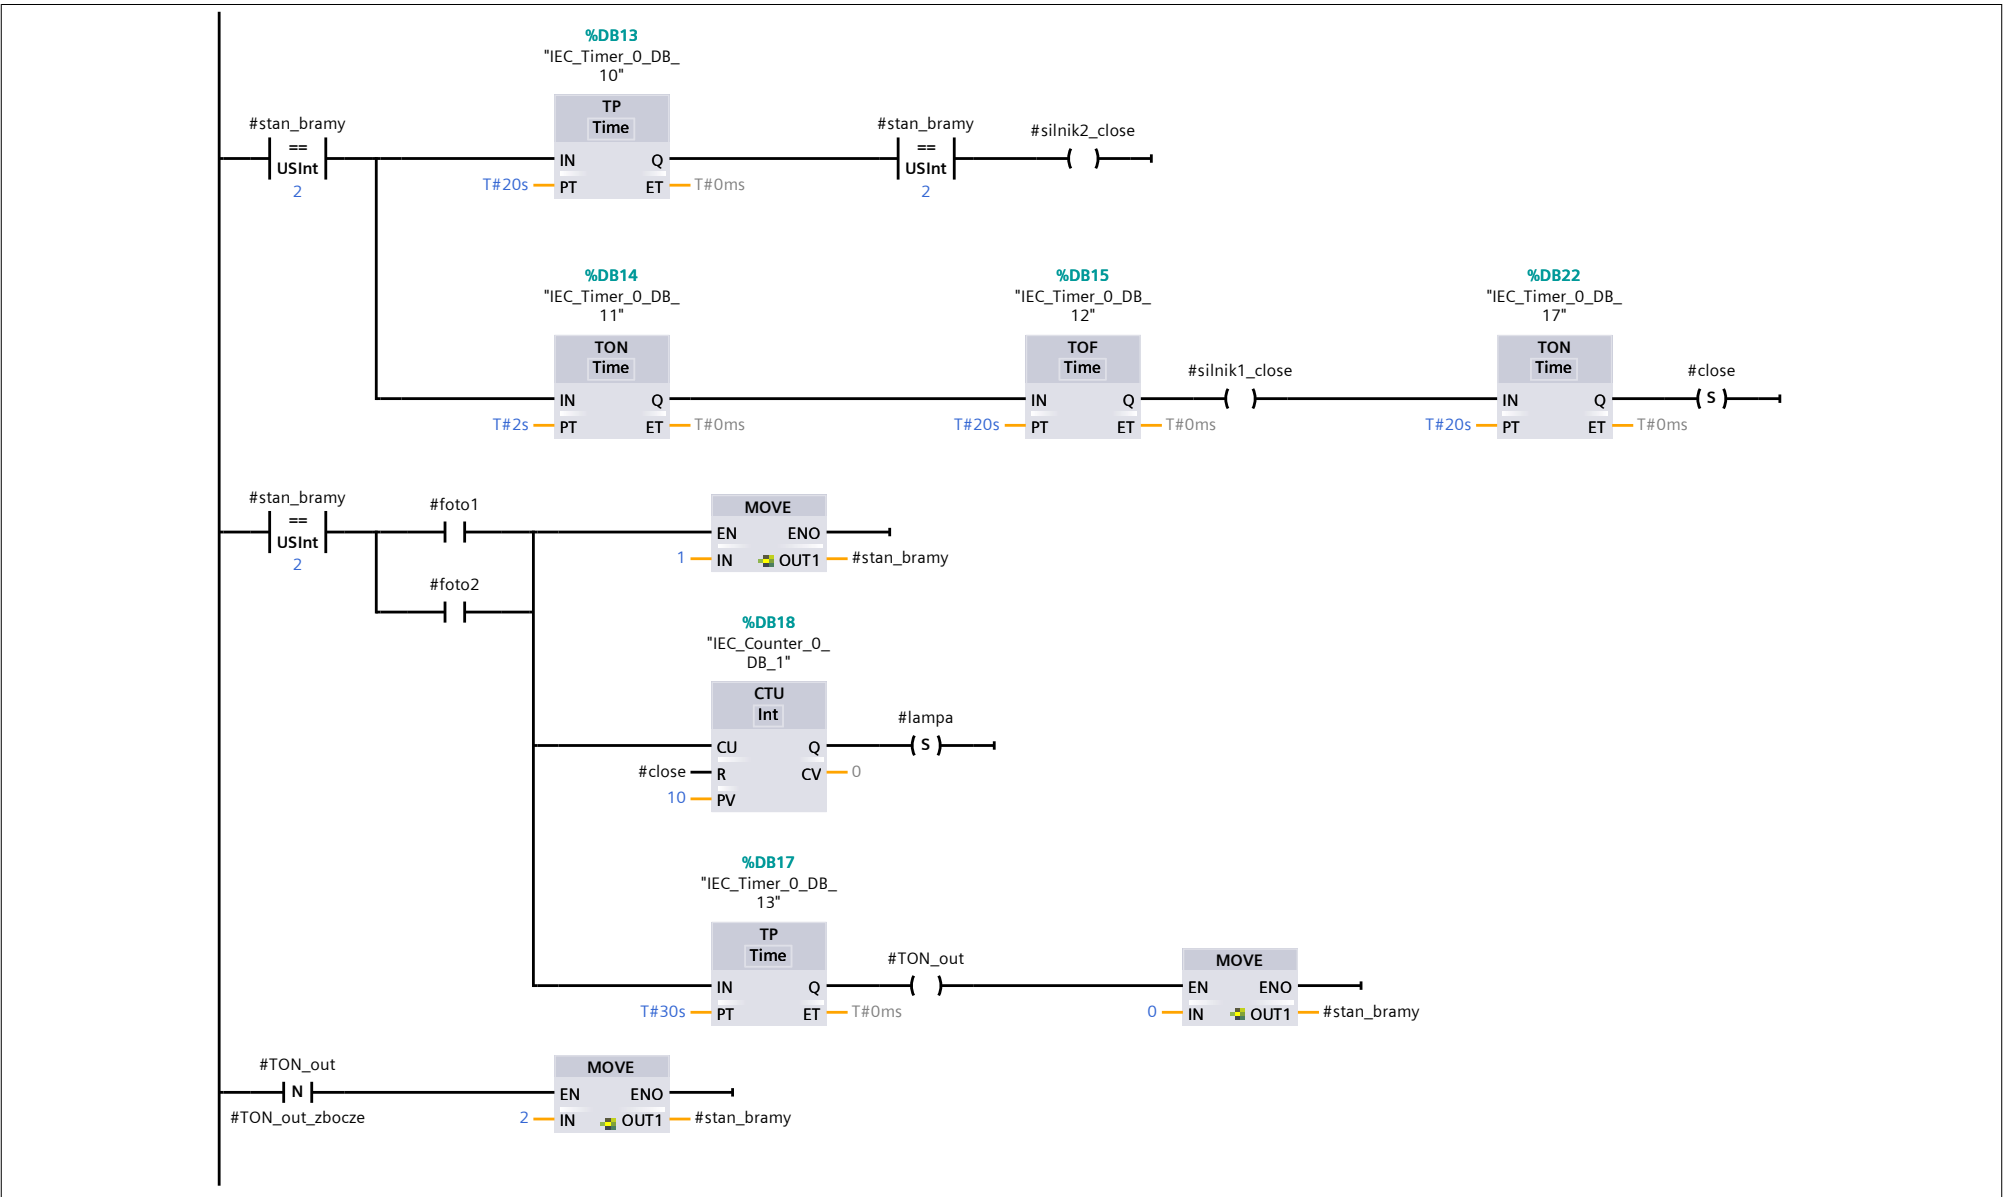 %DB13
"IEC_Timer_0_DB_
10"
TP
Time
#stan_bramy
==
USInt
2
IN
Q
T#20s
PT
ET
T#0ms
#stan_bramy
==
USInt
2
#silnik2_close
%DB14
"IEC_Timer_0_DB_
11"
TON
Time
IN
Q
T#2s
PT
ET
T#0ms
%DB15
"IEC_Timer_0_DB_
12"
TOF
Time
IN
Q
T#20s
PT
ET
T#0ms
#silnik1_close
%DB22
"IEC_Timer_0_DB_
17"
TON
Time
IN
Q
T#20s
PT
ET
T#0ms
#close
S
#stan_bramy
==
USInt
2
#foto1
#foto2
MOVE
EN
ENO
1
IN
OUT1
#stan_bramy
%DB18
"IEC_Counter_0_
DB_1"
CTU
Int
CU
Q
#close
R
CV
0
10
PV
#lampa
S
%DB17
"IEC_Timer_0_DB_
13"
TP
Time
IN
Q
T#30s
PT
ET
T#0ms
#TON_out
MOVE
EN
ENO
0
IN
OUT1
#stan_bramy
#TON_out
N
#TON_out_zbocze
MOVE
EN
ENO
2
IN
OUT1
#stan_bramy